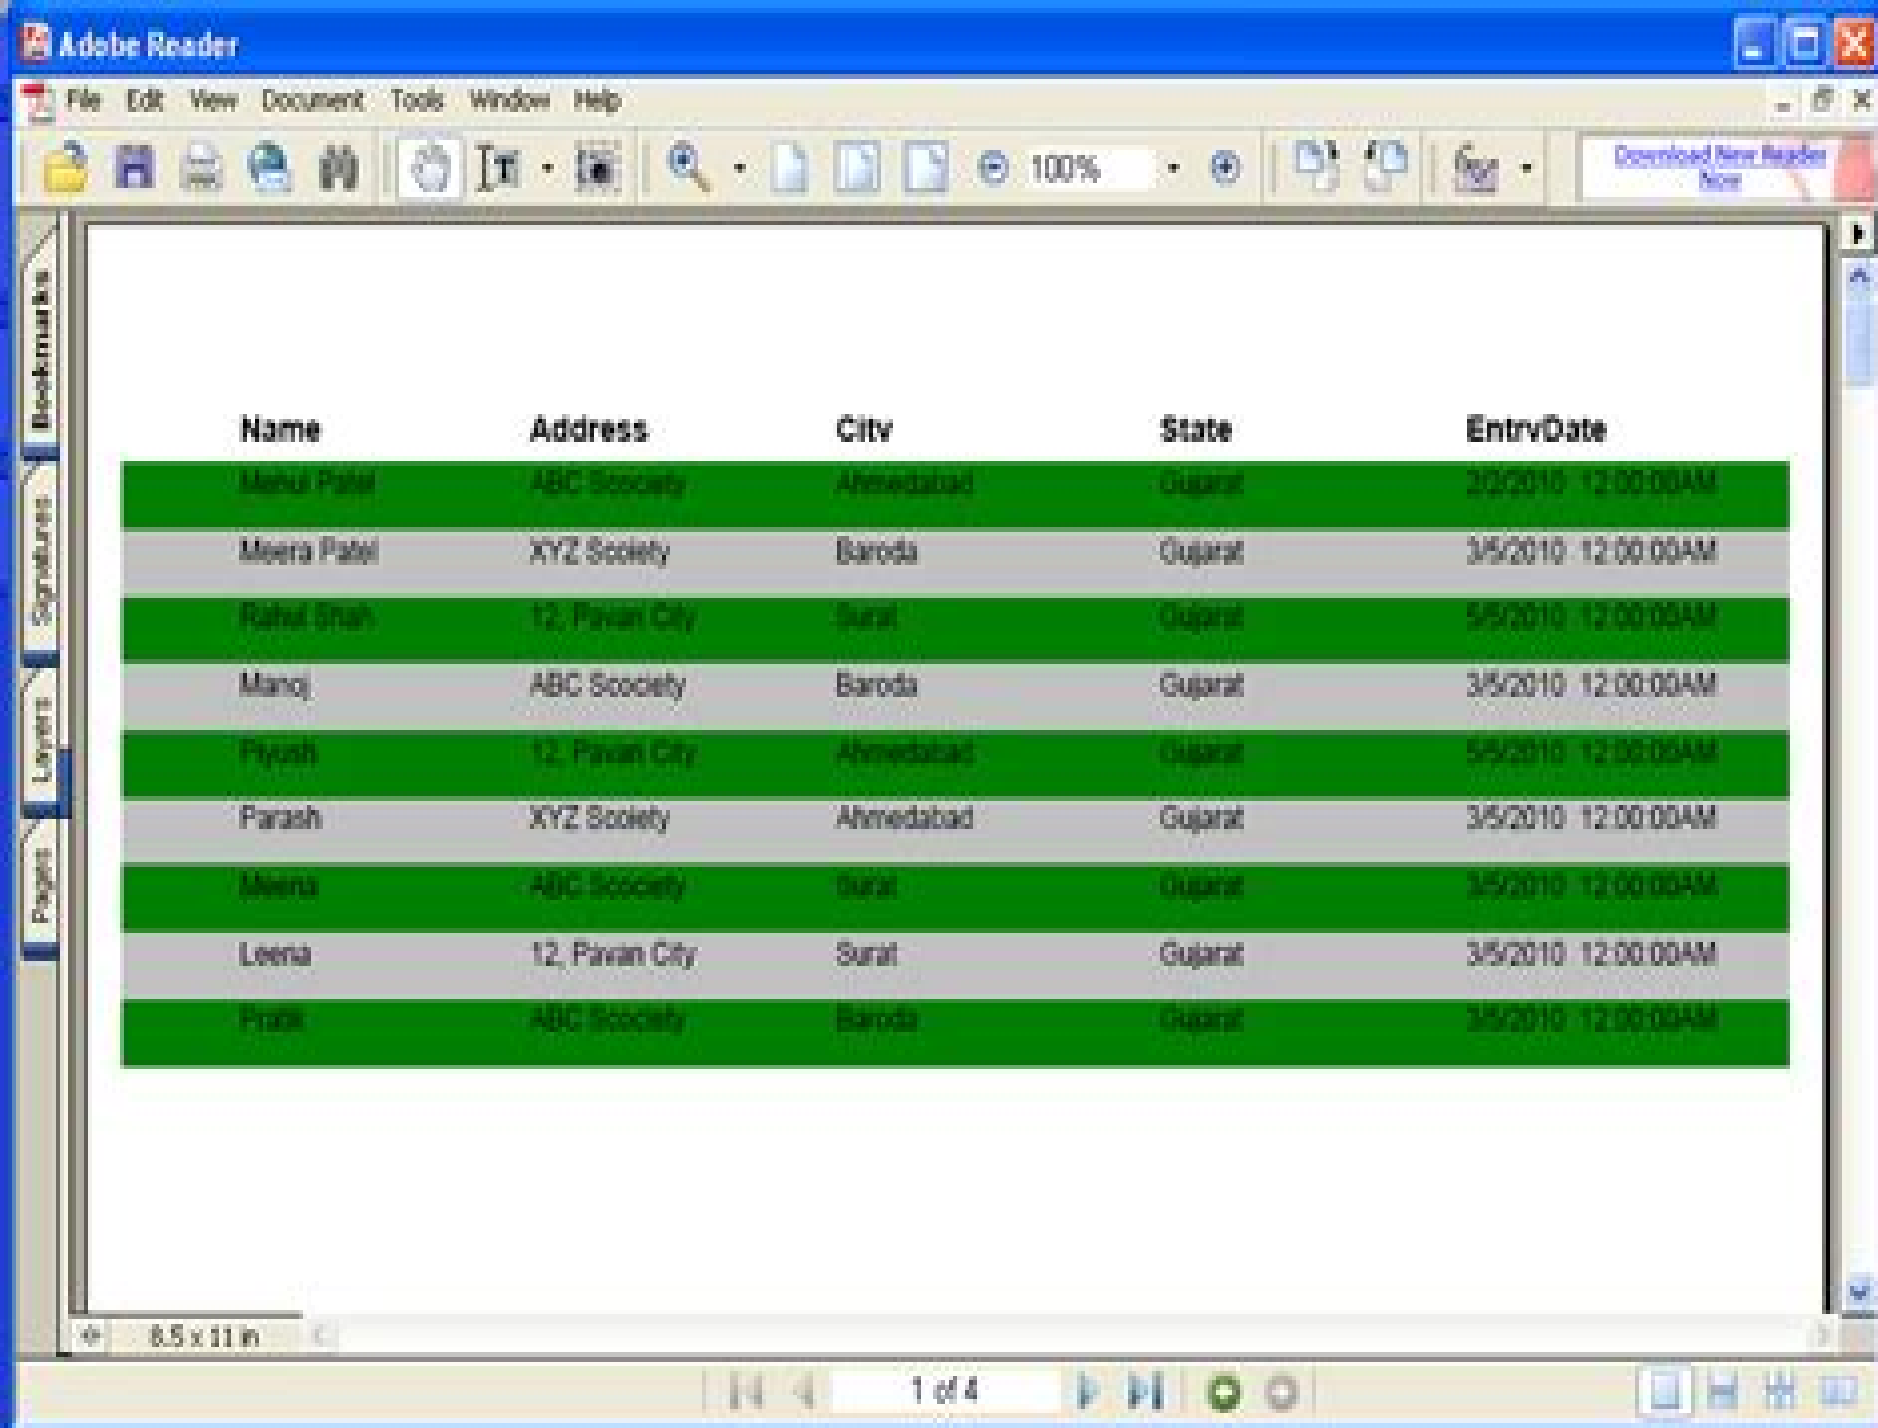 Adobe Reader
File Edit View Document Tools Window Help
100%
Download New Reader
Now
Bookmarks
Signatures
Layers
Pages
Name Address City State EntryDate
Mehul Patel ABC Scociety Ahmedabad Gujarat 2/2/2010 12:00:00AM
Meera Patel XYZ Society Baroda Gujarat 3/5/2010 12:00:00AM
Rahul Shah 12, Pavan City Surat Gujarat 5/5/2010 12:00:00AM
Manoj ABC Scociety Baroda Gujarat 3/5/2010 12:00:00AM
Piyush 12, Pavan City Ahmedabad Gujarat 5/5/2010 12:00:00AM
Parash XYZ Society Ahmedabad Gujarat 3/5/2010 12:00:00AM
Meena ABC Scociety Surat Gujarat 3/5/2010 12:00:00AM
Leena 12, Pavan City Surat Gujarat 3/5/2010 12:00:00AM
Pratik ABC Scociety Baroda Gujarat 3/5/2010 12:00:00AM
8.5 x 11 in
1 of 4